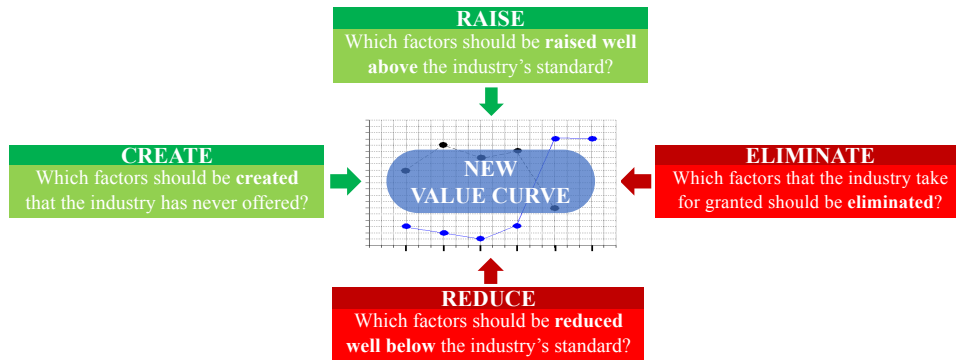 RAISE
Which factors should be raised well
above the industry's standard?
CREATE
Which factors should be created
that the industry has never offered?
NEW
VALUE CURVE
ELIMINATE
Which factors that the industry take
for granted should be eliminated?
REDUCE
Which factors should be reduced
well below the industry's standard?